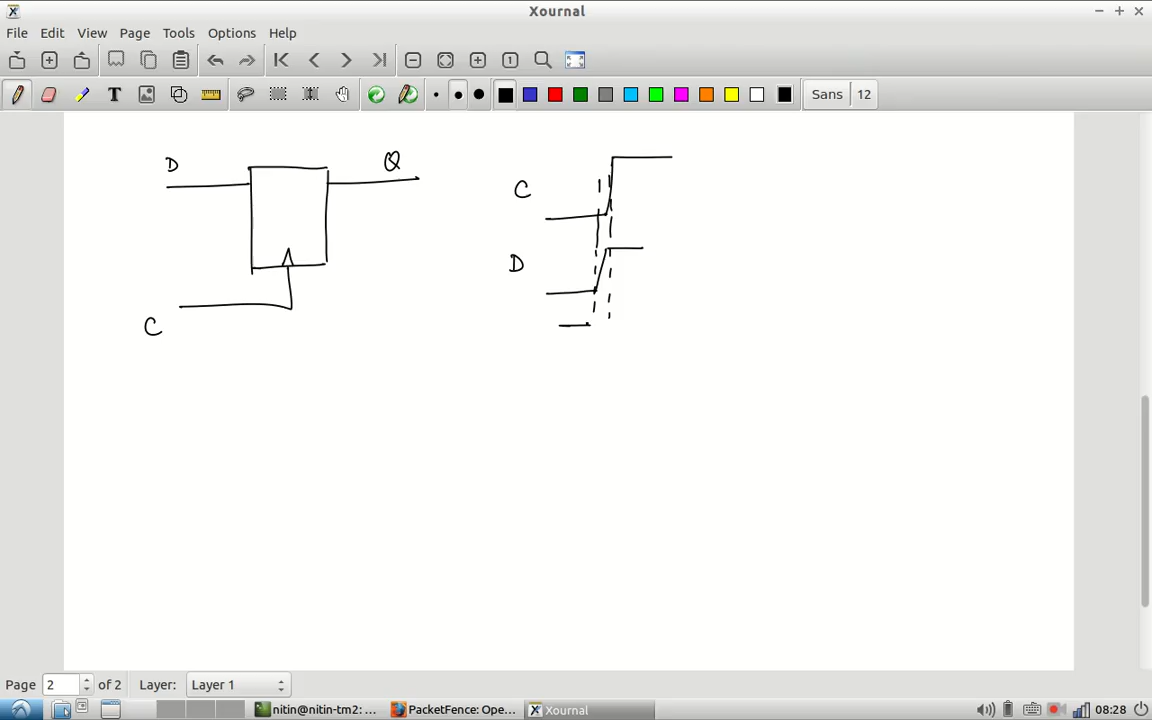 Xournal
File Edit View Page Tools Options Help
T Sans 12
D Q
C
D
C
Page 2 of 2 Layer: Layer 1
nitin@nitin-tm2: ... PacketFence: Ope... Xournal 08:28